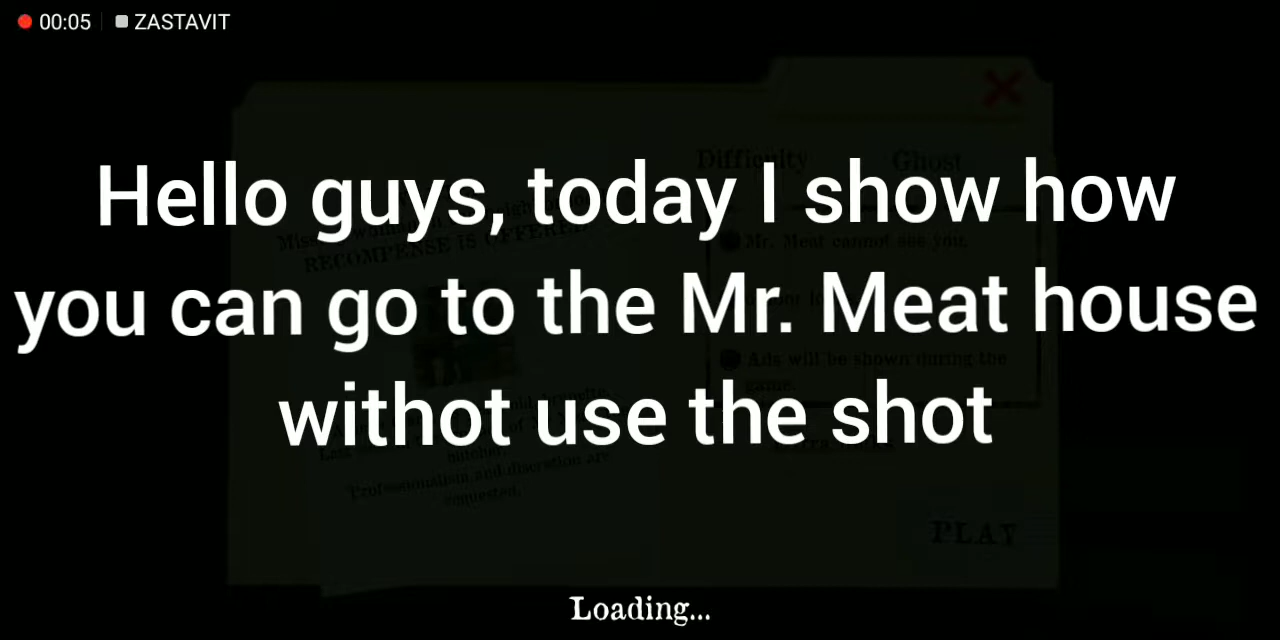 00:05 ZASTAVIT
Hello guys, today I show how
you can go to the Mr. Meat house
withot use the shot
Difficulty Ghost
RECOMPENSE IS OFFERED
Mr. Meat cannot see you.
Ads will be shown during the
game.
Professionalism and discretion are
requested.
PLAY
Loading...